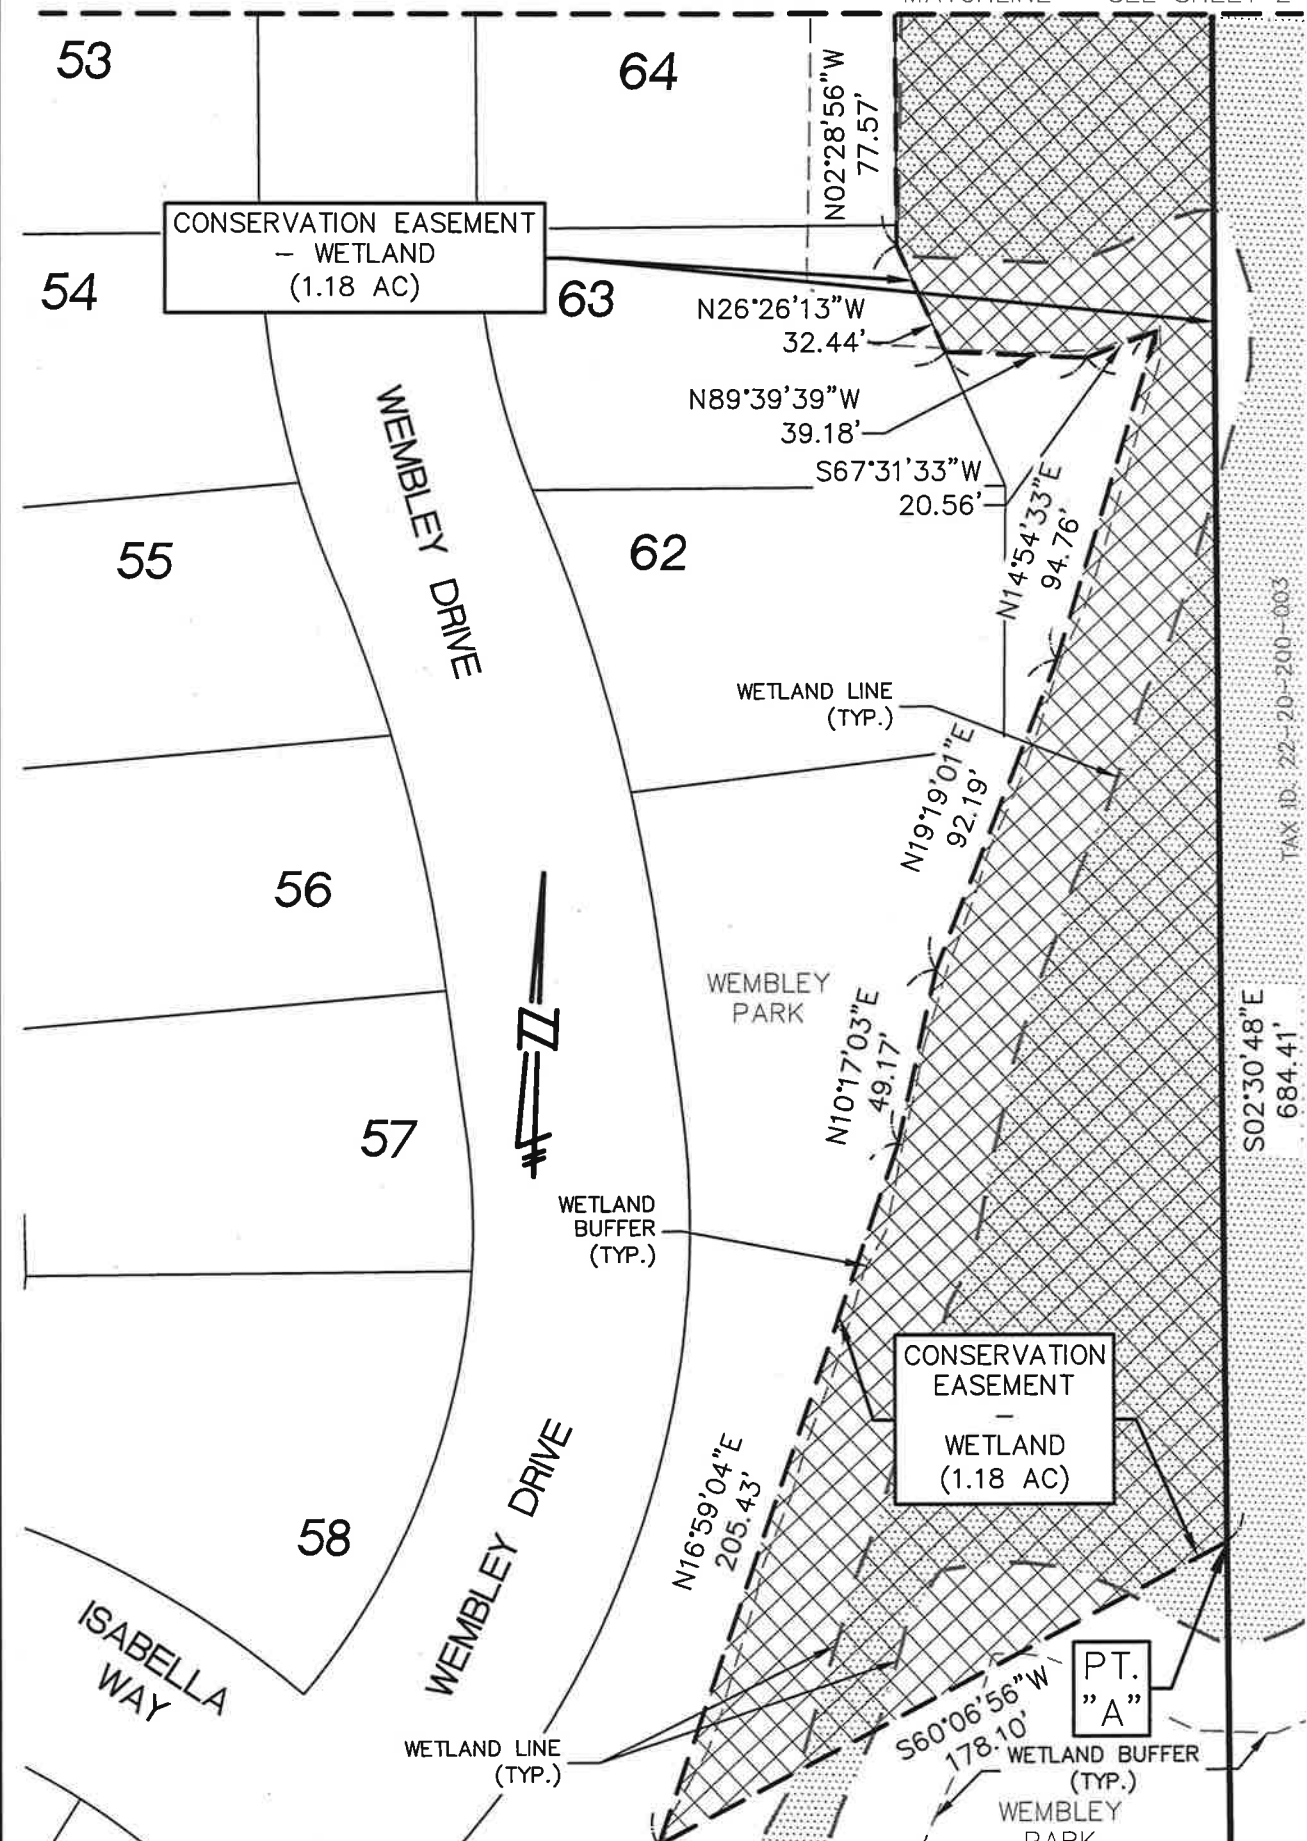 MATCHLINE - SEE SHEET 2
53
64
N02°28'56"W
77.57'
CONSERVATION EASEMENT
– WETLAND
(1.18 AC)
54
63
N26°26'13"W
32.44'
N89°39'39"W
39.18'
S67°31'33"W
20.56'
N14°54'33"E
94.76'
WEMBLEY DRIVE
55
62
WETLAND LINE
(TYP.)
TAX ID: 22-20-200-003
N19°19'01"E
92.19'
56
N
WEMBLEY
PARK
N10°17'03"E
49.17'
S02°30'48"E
684.41'
57
WETLAND
BUFFER
(TYP.)
CONSERVATION
EASEMENT
–
WETLAND
(1.18 AC)
N16°59'04"E
205.43'
58
WEMBLEY DRIVE
ISABELLA
WAY
PT.
"A"
S60°06'56"W
178.10'
WETLAND LINE
(TYP.)
WETLAND BUFFER
(TYP.)
WEMBLEY
PARK